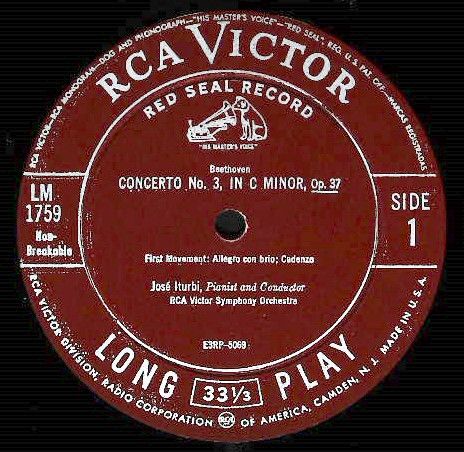 RCA VICTOR—RCA MONOGRAM—DOG AND PHONOGRAPH—"HIS MASTER'S VOICE"—"RED SEAL", REG. U. S. PAT. OFF.—MARCAS REGISTRADAS
RCA VICTOR
RED SEAL RECORD
"HIS MASTER'S VOICE"
Beethoven
CONCERTO No. 3, IN C MINOR, Op. 37
LM
1759
Non-
Breakable
SIDE
1
First Movement: Allegro con brio; Cadenza
José Iturbi, Pianist and Conductor
RCA Victor Symphony Orchestra
E3RP-5069
LONG 33 1/3 PLAY
RCA VICTOR DIVISION, RADIO CORPORATION RCA OF AMERICA, CAMDEN, N. J. MADE IN U. S. A.